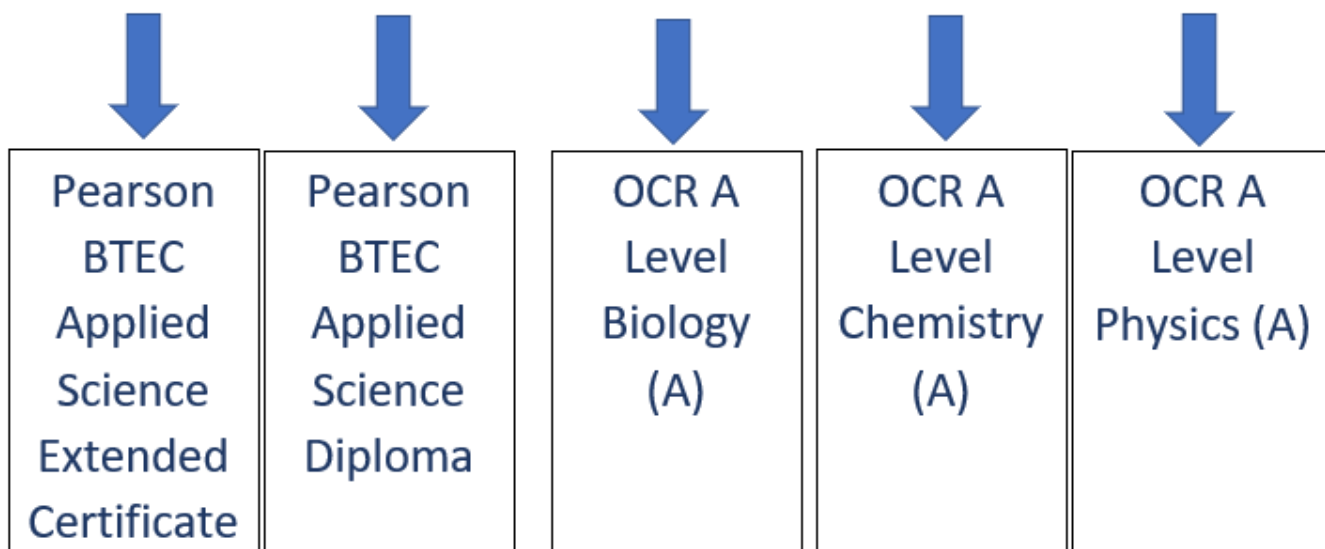 Pearson
BTEC
Applied
Science
Extended
Certificate
Pearson
BTEC
Applied
Science
Diploma
OCR A
Level
Biology
(A)
OCR A
Level
Chemistry
(A)
OCR A
Level
Physics (A)